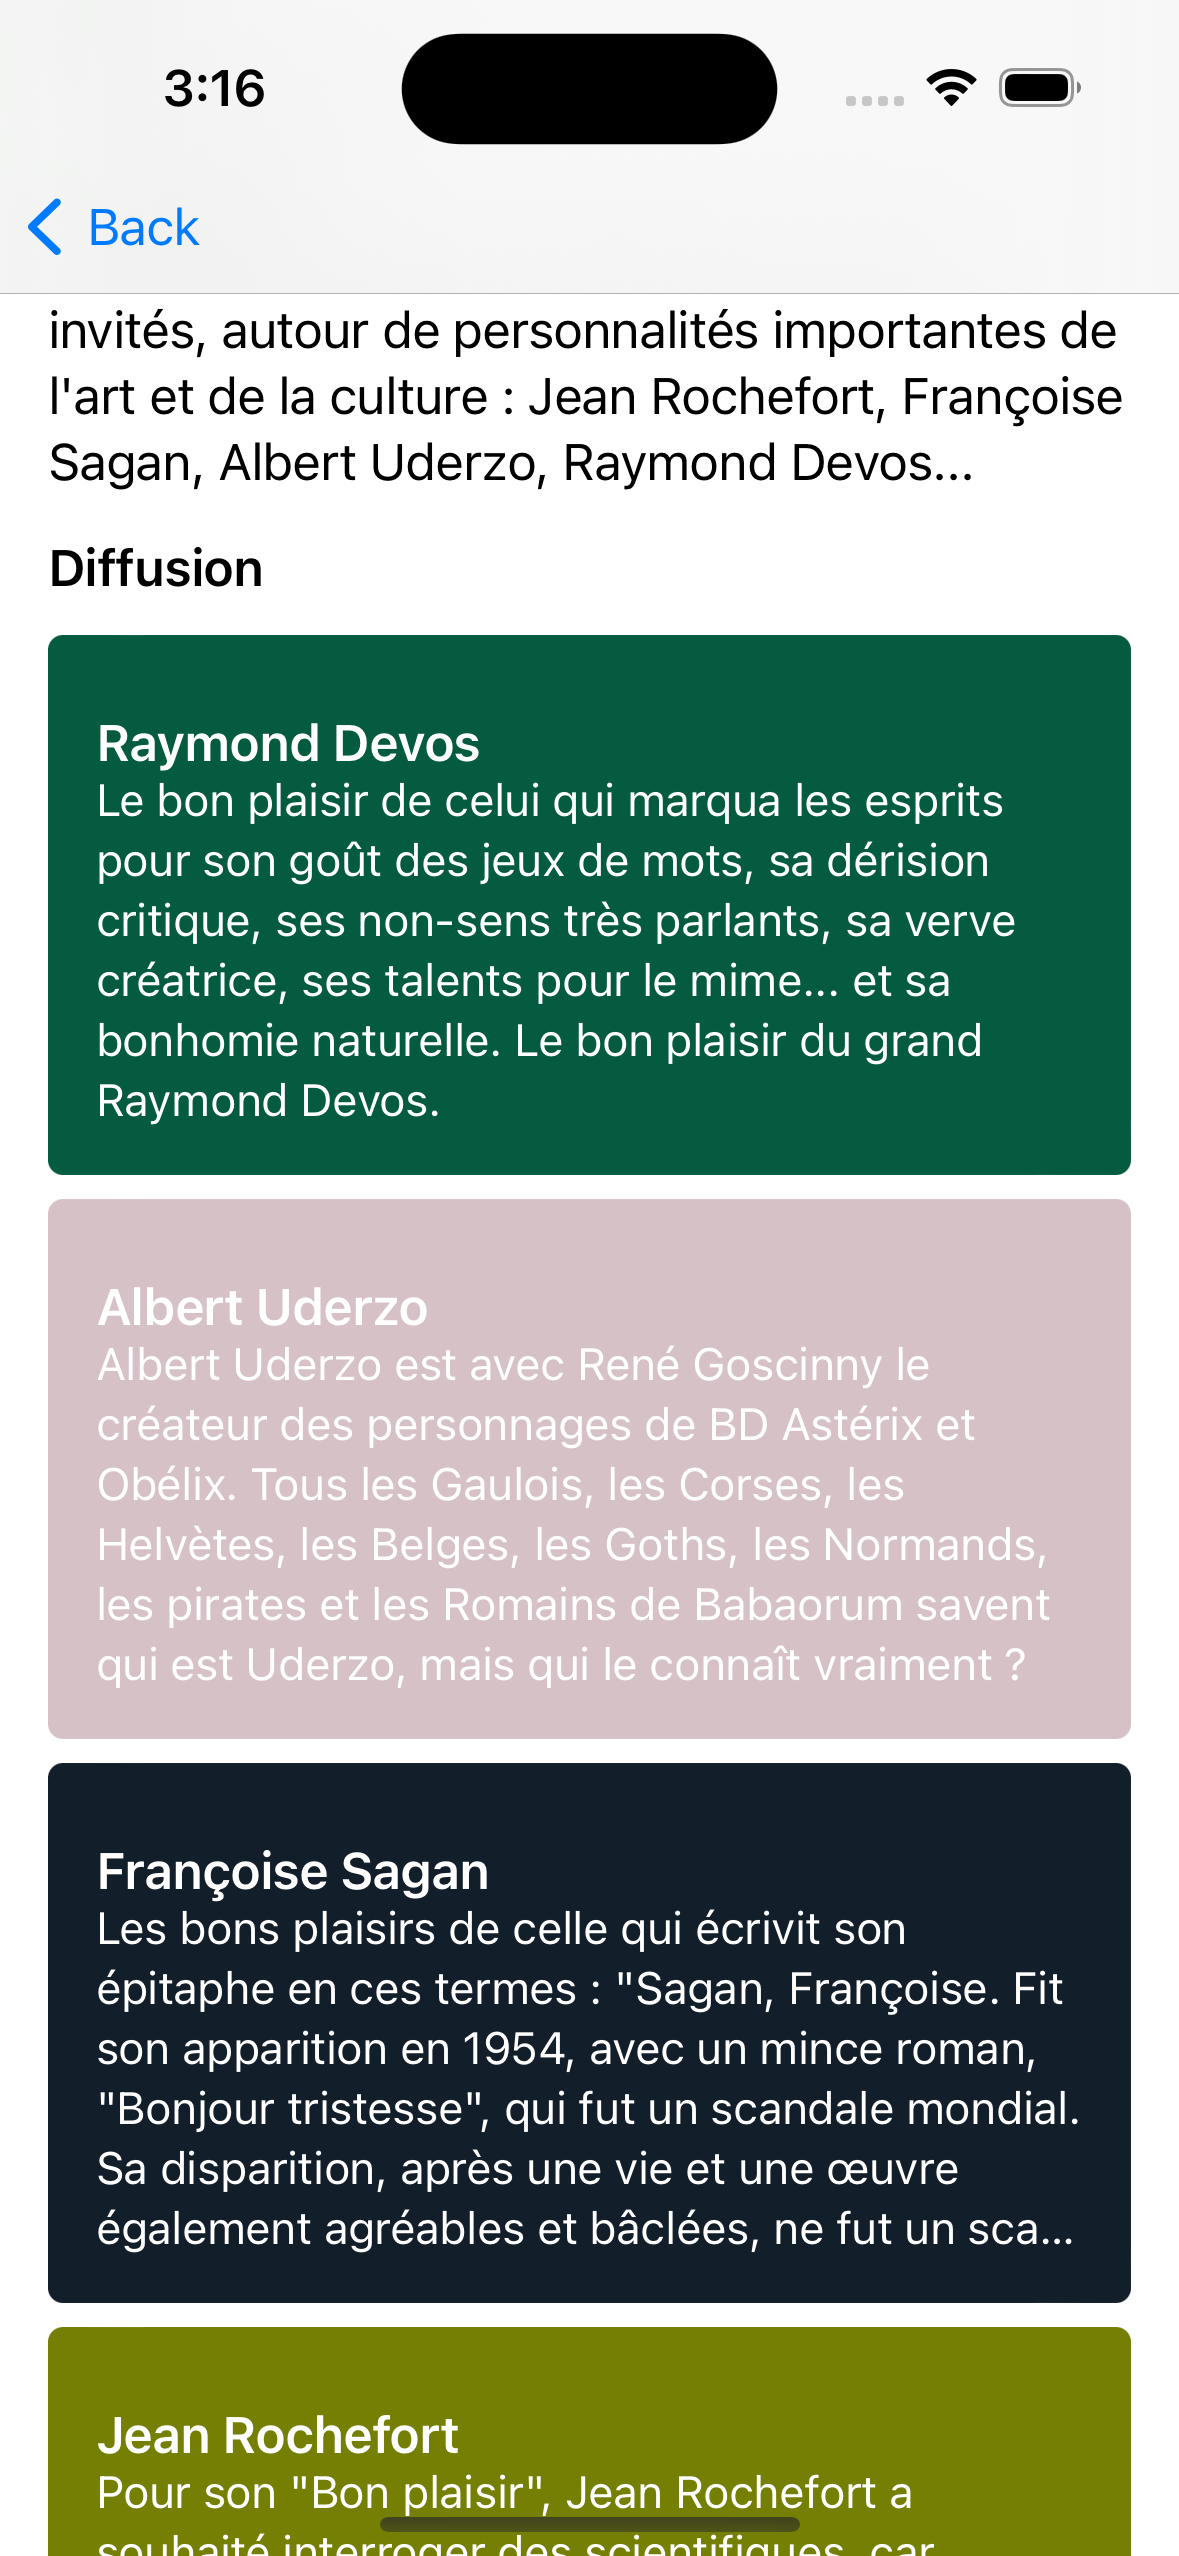 3:16
Back
invités, autour de personnalités importantes de
l'art et de la culture : Jean Rochefort, Françoise
Sagan, Albert Uderzo, Raymond Devos...
Diffusion
Raymond Devos
Le bon plaisir de celui qui marqua les esprits
pour son goût des jeux de mots, sa dérision
critique, ses non-sens très parlants, sa verve
créatrice, ses talents pour le mime... et sa
bonhomie naturelle. Le bon plaisir du grand
Raymond Devos.
Albert Uderzo
Albert Uderzo est avec René Goscinny le
créateur des personnages de BD Astérix et
Obélix. Tous les Gaulois, les Corses, les
Helvètes, les Belges, les Goths, les Normands,
les pirates et les Romains de Babaorum savent
qui est Uderzo, mais qui le connaît vraiment ?
Françoise Sagan
Les bons plaisirs de celle qui écrivit son
épitaphe en ces termes : "Sagan, Françoise. Fit
son apparition en 1954, avec un mince roman,
"Bonjour tristesse", qui fut un scandale mondial.
Sa disparition, après une vie et une œuvre
également agréables et bâclées, ne fut un sca...
Jean Rochefort
Pour son "Bon plaisir", Jean Rochefort a
souhaité interroger des scientifiques, car